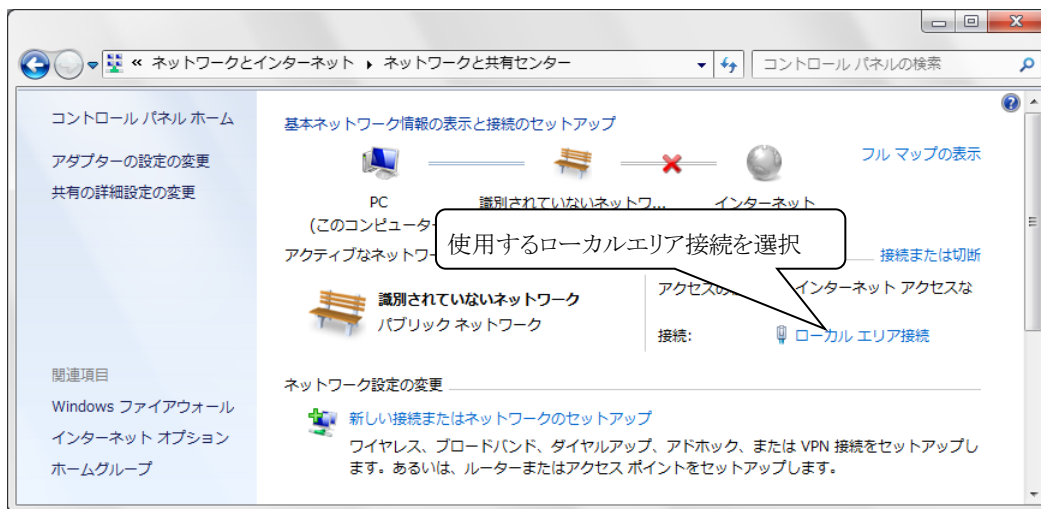 « ネットワークとインターネット ▸ ネットワークと共有センター
コントロール パネルの検索
コントロール パネル ホーム
アダプターの設定の変更
共有の詳細設定の変更
基本ネットワーク情報の表示と接続のセットアップ
フル マップの表示
PC
(このコンピューター
識別されていないネットワ...
インターネット
使用するローカルエリア接続を選択
アクティブなネットワー
接続または切断
識別されていないネットワーク
パブリック ネットワーク
アクセスの
インターネット アクセスな
接続:
ローカル エリア接続
ネットワーク設定の変更
新しい接続またはネットワークのセットアップ
ワイヤレス、ブロードバンド、ダイヤルアップ、アドホック、または VPN 接続をセットアップし
ます。あるいは、ルーターまたはアクセス ポイントをセットアップします。
関連項目
Windows ファイアウォール
インターネット オプション
ホームグループ